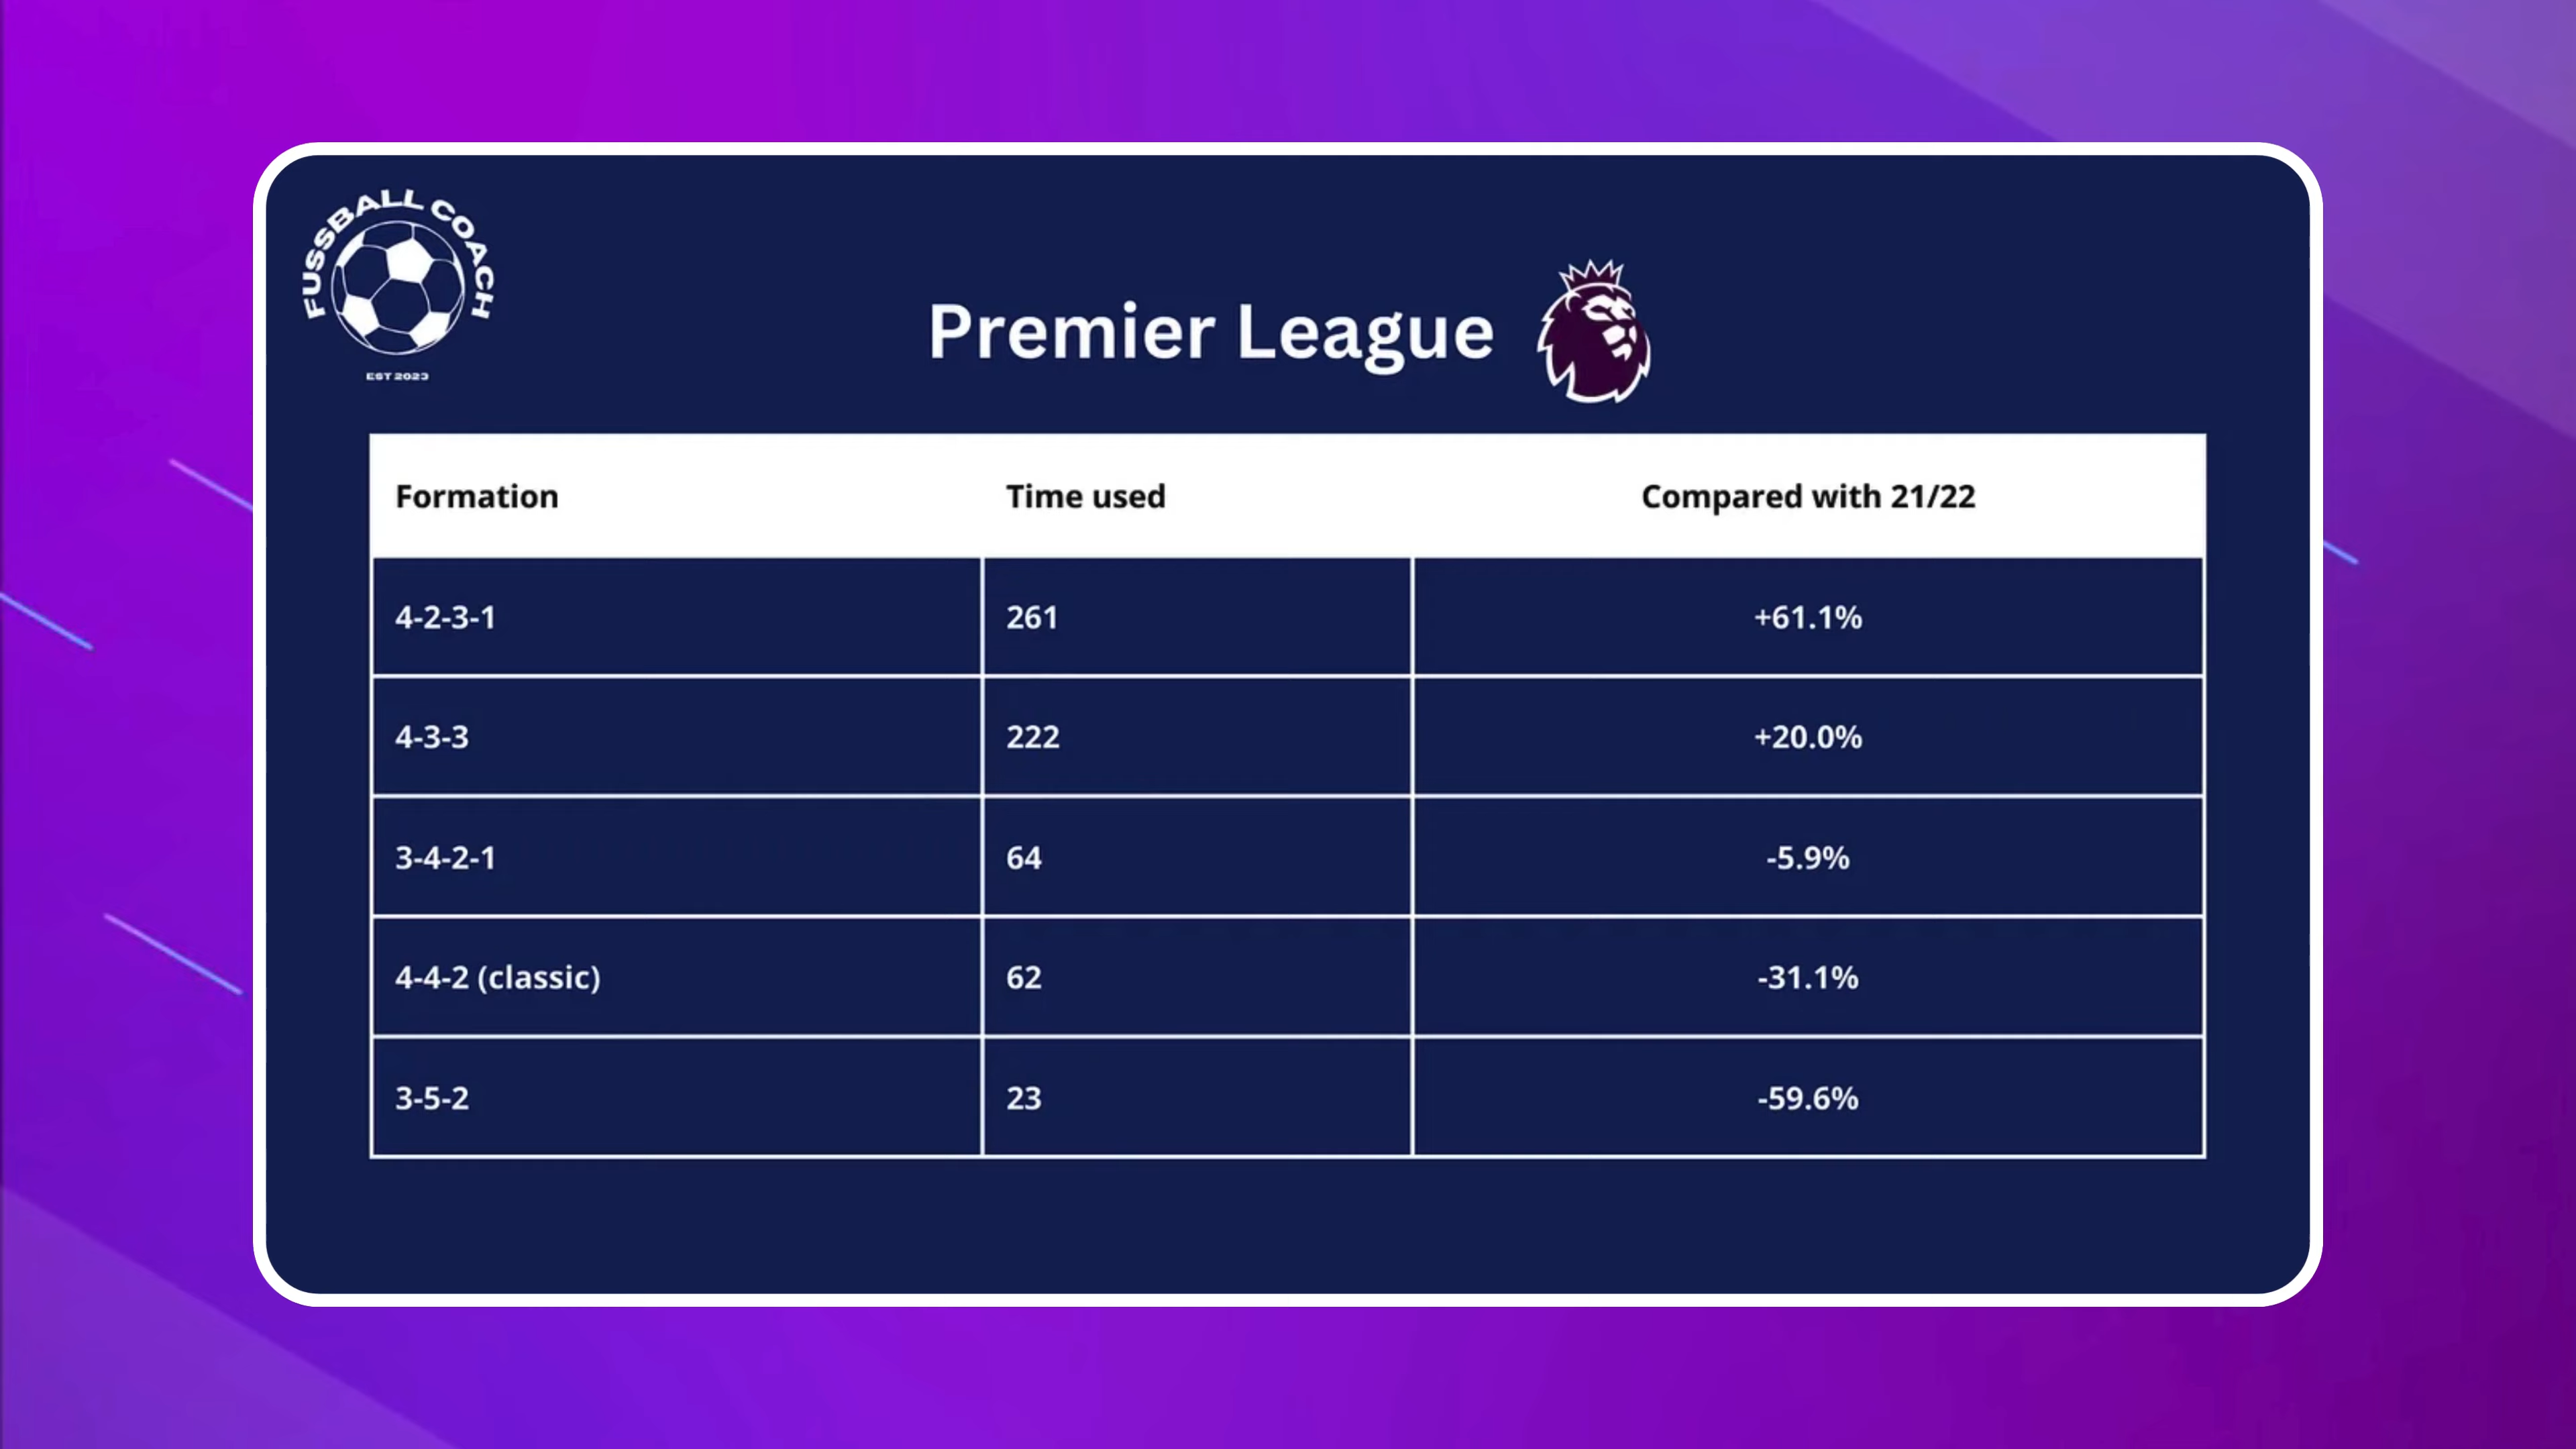 FUSSBALL COACH
EST 2023
Premier League
Formation Time used Compared with 21/22
4-2-3-1 261 +61.1%
4-3-3 222 +20.0%
3-4-2-1 64 -5.9%
4-4-2 (classic) 62 -31.1%
3-5-2 23 -59.6%